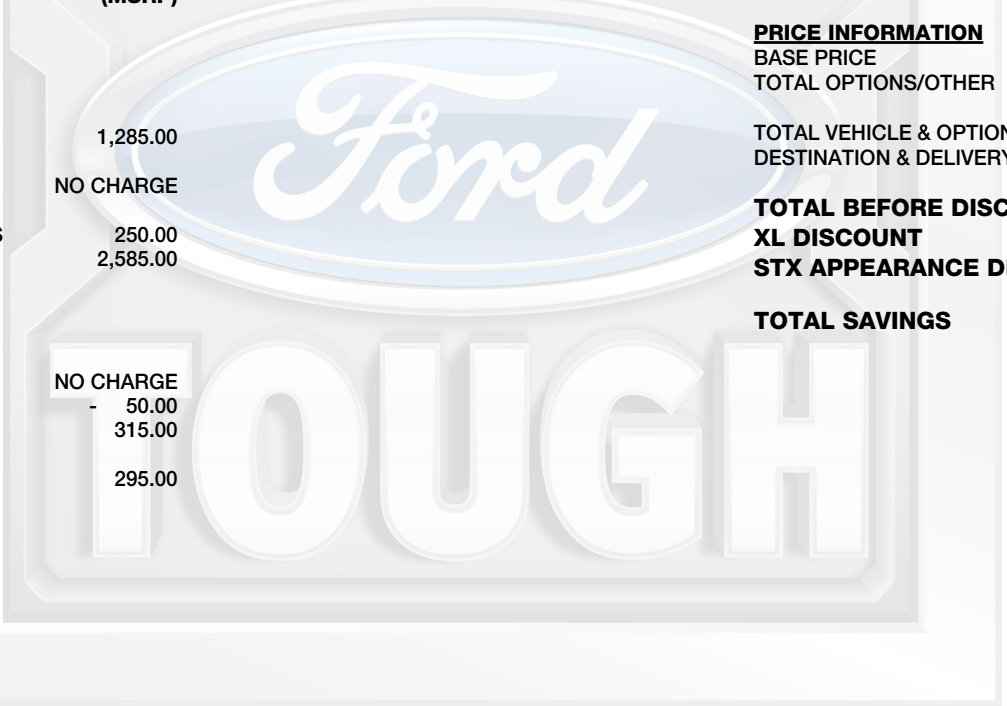 (MSRP)
1,285.00
NO CHARGE
S 250.00
2,585.00
NO CHARGE
- 50.00
315.00
295.00
PRICE INFORMATION
BASE PRICE
TOTAL OPTIONS/OTHER
TOTAL VEHICLE & OPTION
DESTINATION & DELIVERY
TOTAL BEFORE DISC
XL DISCOUNT
STX APPEARANCE DI
TOTAL SAVINGS
Ford
TOUGH